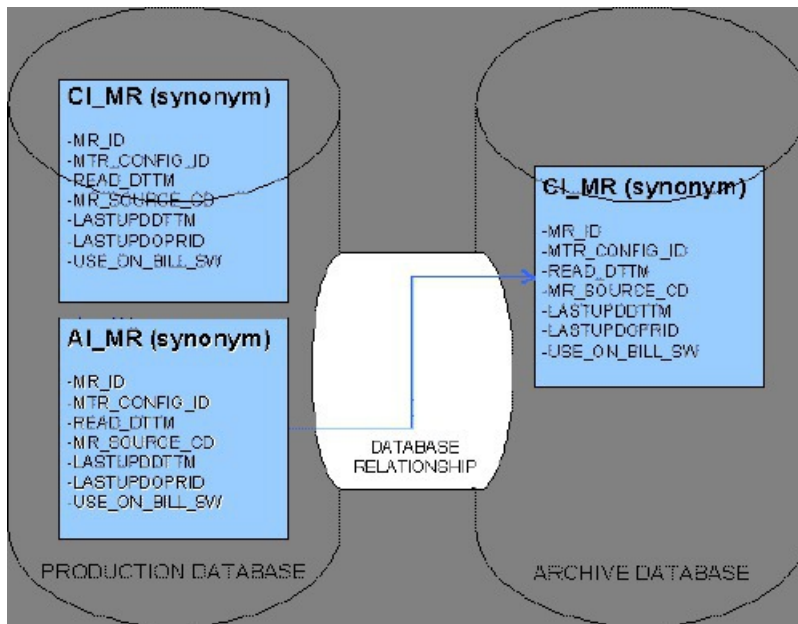 CI_MR (synonym)
-MR_ID
-MTR_CONFIG_ID
-READ_DTTM
-MR_SOURCE_CD
-LASTUPDDTTM
-LASTUPDOPRID
-USE_ON_BILL_SW
AI_MR (synonym)
-MR_ID
-MTR_CONFIG_ID
-READ_DTTM
-MR_SOURCE_CD
-LASTUPDDTTM
-LASTUPDOPRID
-USE_ON_BILL_SW
PRODUCTION DATABASE
DATABASE
RELATIONSHIP
CI_MR (synonym)
-MR_ID
-MTR_CONFIG_ID
-READ_DTTM
-MR_SOURCE_CD
-LASTUPDDTTM
-LASTUPDOPRID
-USE_ON_BILL_SW
ARCHIVE DATABASE